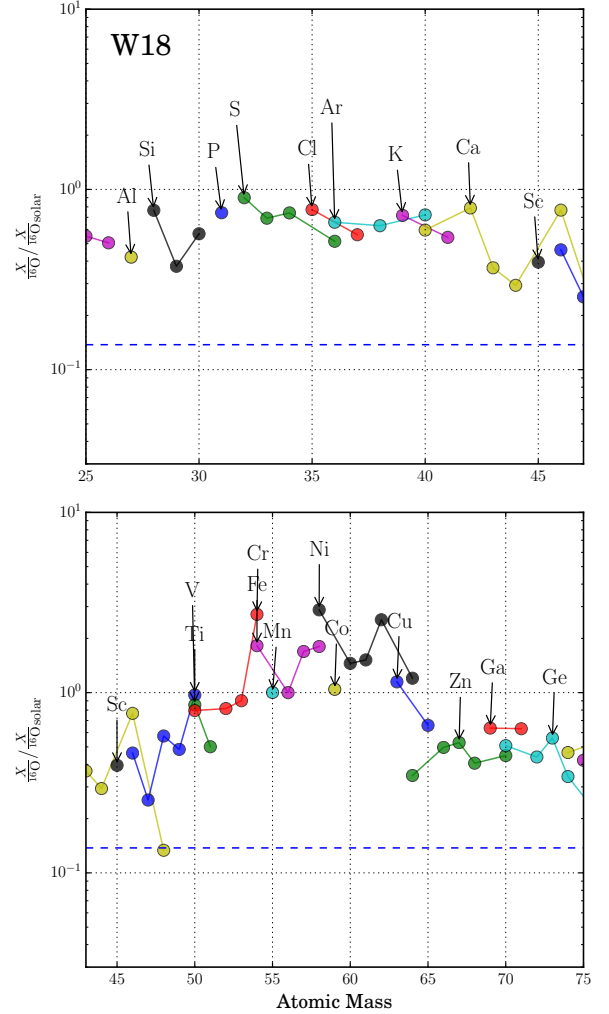 W18
10^1
10^0
10^-1
X/16O / X/16O solar
Al
Si
P
S
Cl
Ar
K
Ca
Sc
25 30 35 40 45
10^1
10^0
10^-1
X/16O / X/16O solar
Sc
V
Ti
Cr
Fe
Mn
Ni
Co
Cu
Zn
Ga
Ge
45 50 55 60 65 70 75
Atomic Mass